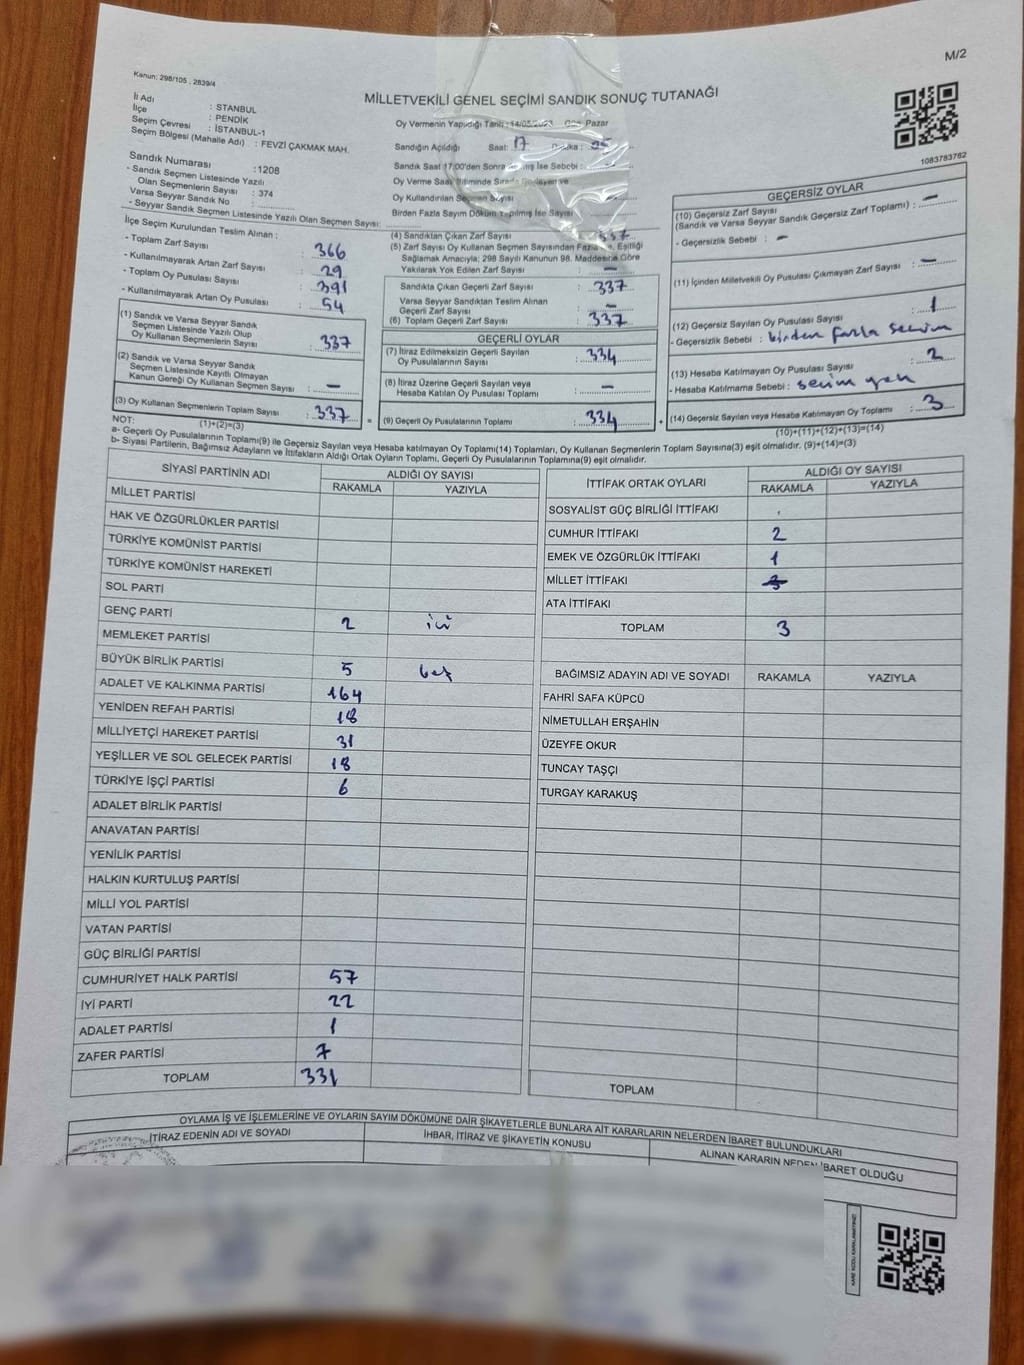 M/2
Kanun: 298/105 , 2839/4
MİLLETVEKİLİ GENEL SEÇİMİ SANDIK SONUÇ TUTANAĞI
İl Adı : STANBUL
İlçe : PENDİK
Seçim Çevresi : İSTANBUL-1
Seçim Bölgesi (Mahalle Adı) : FEVZİ ÇAKMAK MAH.
Sandık Numarası : 1208
- Sandık Seçmen Listesinde Yazılı
Olan Seçmenlerin Sayısı : 374
Varsa Seyyar Sandık No :
- Seyyar Sandık Seçmen Listesinde Yazılı Olan Seçmen Sayısı:
İlçe Seçim Kurulundan Teslim Alınan :
- Toplam Zarf Sayısı : 366
- Kullanılmayarak Artan Zarf Sayısı : 29
- Toplam Oy Pusulası Sayısı : 391
- Kullanılmayarak Artan Oy Pusulası : 54
(1) Sandık ve Varsa Seyyar Sandık
Seçmen Listesinde Yazılı Olup
Oy Kullanan Seçmenlerin Sayısı : 337
(2) Sandık ve Varsa Seyyar Sandık
Seçmen Listesinde Kayıtlı Olmayan
Kanun Gereği Oy Kullanan Seçmen Sayısı : -
(3) Oy Kullanan Seçmenlerin Toplam Sayısı : 337
(1)+(2)=(3)
Oy Vermenin Yapıldığı Tarih : 14/05/2023 Gün Pazar
Sandığın Açıldığı Saat: 17
Sandık Saat 17:00'den Sonra İse Sebebi :
Oy Verme Saati
Oy Kullandırılan Seçmen Sayısı : -
Birden Fazla Sayım Döküm Yapılmış İse Sayısı
(4) Sandıktan Çıkan Zarf Sayısı : 337
(5) Zarf Sayısı Oy Kullanan Seçmen Sayısından Fazla İse, Eşitliği
Sağlamak Amacıyla; 298 Sayılı Kanunun 98. Maddesine Göre
Yakılarak Yok Edilen Zarf Sayısı : -
Sandıkta Çıkan Geçerli Zarf Sayısı : 337
Varsa Seyyar Sandıktan Teslim Alınan
Geçerli Zarf Sayısı : -
(6) Toplam Geçerli Zarf Sayısı : 337
GEÇERLİ OYLAR
(7) İtiraz Edilmeksizin Geçerli Sayılan
Oy Pusulalarının Sayısı : 334
(8) İtiraz Üzerine Geçerli Sayılan veya
Hesaba Katılan Oy Pusulası Toplamı : -
= (9) Geçerli Oy Pusulalarının Toplamı : 334
1083783762
GEÇERSİZ OYLAR
(10) Geçersiz Zarf Sayısı
(Sandık ve Varsa Seyyar Sandık Geçersiz Zarf Toplamı) : -
- Geçersizlik Sebebi : -
(11) İçinden Milletvekili Oy Pusulası Çıkmayan Zarf Sayısı : -
(12) Geçersiz Sayılan Oy Pusulası Sayısı : 1
- Geçersizlik Sebebi : birden fazla seçim
(13) Hesaba Katılmayan Oy Pusulası Sayısı : 2
- Hesaba Katılmama Sebebi : seçim yok
+ (14) Geçersiz Sayılan veya Hesaba Katılmayan Oy Toplamı : 3
(10)+(11)+(12)+(13)=(14)
NOT:
a- Geçerli Oy Pusulalarının Toplamı(9) ile Geçersiz Sayılan veya Hesaba katılmayan Oy Toplamı(14) Toplamları, Oy Kullanan Seçmenlerin Toplam Sayısına(3) eşit olmalıdır. (9)+(14)=(3)
b- Siyasi Partilerin, Bağımsız Adayların ve İttifakların Aldığı Ortak Oyların Toplamı, Geçerli Oy Pusulalarının Toplamına(9) eşit olmalıdır.
SİYASİ PARTİNİN ADI ALDIĞI OY SAYISI
RAKAMLA YAZIYLA
MİLLET PARTİSİ
HAK VE ÖZGÜRLÜKLER PARTİSİ
TÜRKİYE KOMÜNİST PARTİSİ
TÜRKİYE KOMÜNİST HAREKETİ
SOL PARTİ
GENÇ PARTİ
MEMLEKET PARTİSİ 2 iki
BÜYÜK BİRLİK PARTİSİ 5 beş
ADALET VE KALKINMA PARTİSİ 164
YENİDEN REFAH PARTİSİ 18
MİLLİYETÇİ HAREKET PARTİSİ 31
YEŞİLLER VE SOL GELECEK PARTİSİ 18
TÜRKİYE İŞÇİ PARTİSİ 6
ADALET BİRLİK PARTİSİ
ANAVATAN PARTİSİ
YENİLİK PARTİSİ
HALKIN KURTULUŞ PARTİSİ
MİLLİ YOL PARTİSİ
VATAN PARTİSİ
GÜÇ BİRLİĞİ PARTİSİ
CUMHURİYET HALK PARTİSİ 57
İYİ PARTİ 22
ADALET PARTİSİ 1
ZAFER PARTİSİ 7
TOPLAM 331
İTTİFAK ORTAK OYLARI ALDIĞI OY SAYISI
RAKAMLA YAZIYLA
SOSYALİST GÜÇ BİRLİĞİ İTTİFAKI
CUMHUR İTTİFAKI 2
EMEK VE ÖZGÜRLÜK İTTİFAKI 1
MİLLET İTTİFAKI 3
ATA İTTİFAKI
TOPLAM 3
BAĞIMSIZ ADAYIN ADI VE SOYADI RAKAMLA YAZIYLA
FAHRİ SAFA KÜPCÜ
NİMETULLAH ERŞAHİN
ÜZEYFE OKUR
TUNCAY TAŞÇI
TURGAY KARAKUŞ
TOPLAM
OYLAMA İŞ VE İŞLEMLERİNE VE OYLARIN SAYIM DÖKÜMÜNE DAİR ŞİKAYETLERLE BUNLARA AİT KARARLARIN NELERDEN İBARET BULUNDUKLARI
İTİRAZ EDENİN ADI VE SOYADI İHBAR, İTİRAZ VE ŞİKAYETİN KONUSU ALINAN KARARIN NEDEN İBARET OLDUĞU